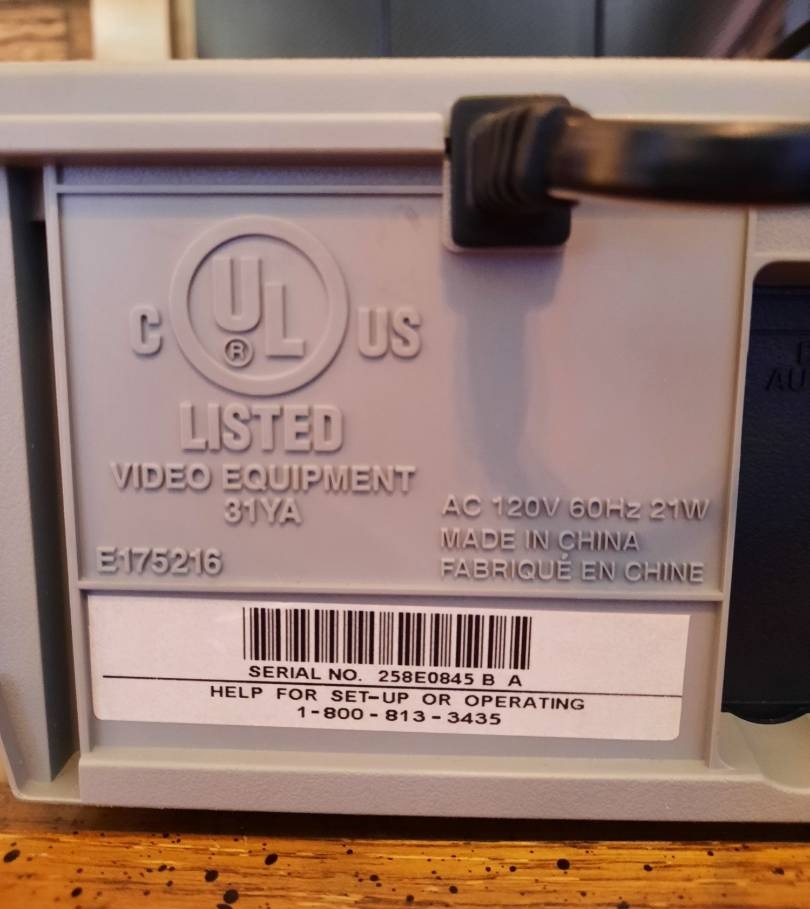 C UL® US
LISTED
VIDEO EQUIPMENT
31YA
E175216
AC 120V 60Hz 21W
MADE IN CHINA
FABRIQUÉ EN CHINE
SERIAL NO. 258E0845 B A
HELP FOR SET-UP OR OPERATING
1-800-813-3435